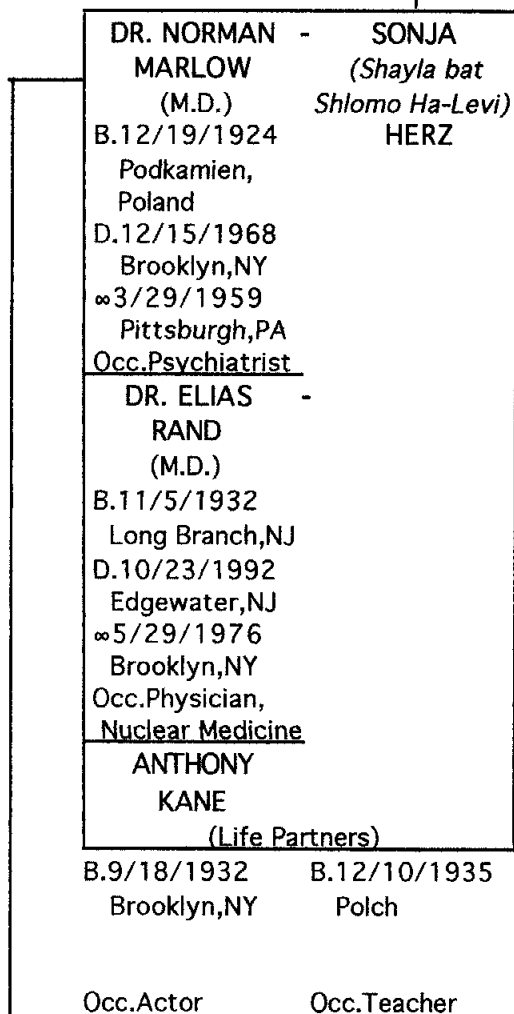 DR. NORMAN - SONJA
MARLOW (Shayla bat
(M.D.) Shlomo Ha-Levi)
B.12/19/1924 HERZ
Podkamien,
Poland
D.12/15/1968
Brooklyn,NY
∞3/29/1959
Pittsburgh,PA
Occ.Psychiatrist
DR. ELIAS -
RAND
(M.D.)
B.11/5/1932
Long Branch,NJ
D.10/23/1992
Edgewater,NJ
∞5/29/1976
Brooklyn,NY
Occ.Physician,
Nuclear Medicine
ANTHONY
KANE
(Life Partners)
B.9/18/1932 B.12/10/1935
Brooklyn,NY Polch
Occ.Actor Occ.Teacher